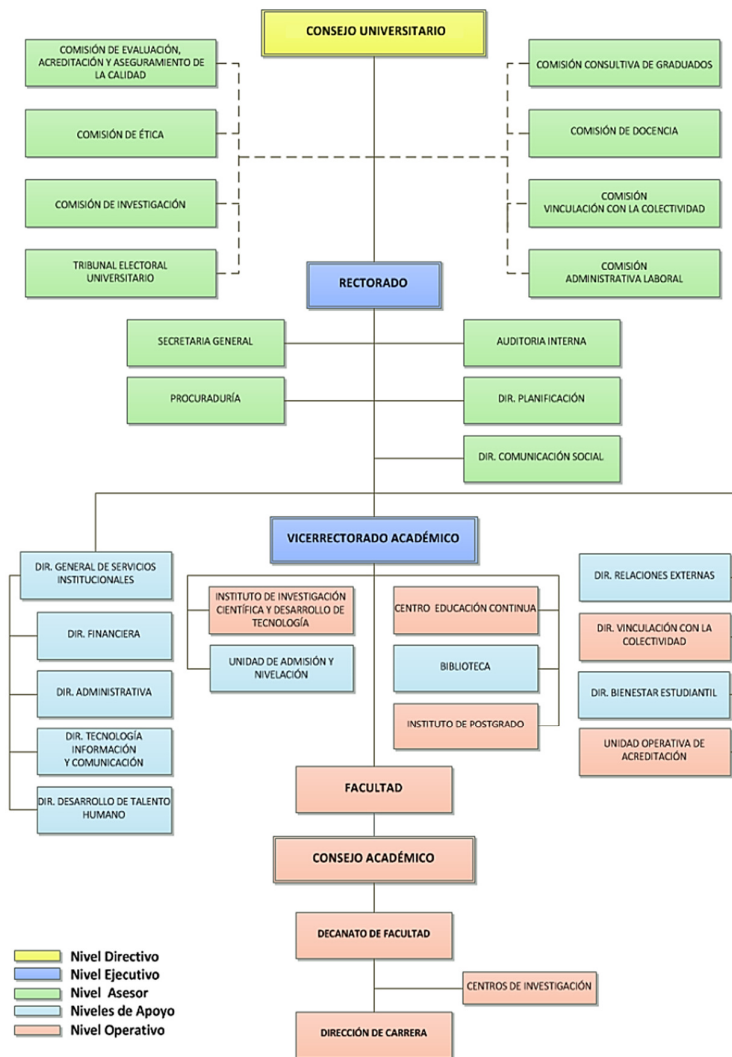 CONSEJO UNIVERSITARIO
COMISIÓN DE EVALUACIÓN,
ACREDITACIÓN Y ASEGURAMIENTO DE
LA CALIDAD
COMISIÓN CONSULTIVA DE GRADUADOS
COMISIÓN DE ÉTICA
COMISIÓN DE DOCENCIA
COMISIÓN DE INVESTIGACIÓN
COMISIÓN
VINCULACIÓN CON LA COLECTIVIDAD
TRIBUNAL ELECTORAL
UNIVERSITARIO
COMISIÓN
ADMINISTRATIVA LABORAL
RECTORADO
SECRETARIA GENERAL
AUDITORIA INTERNA
PROCURADURÍA
DIR. PLANIFICACIÓN
DIR. COMUNICACIÓN SOCIAL
VICERRECTORADO ACADÉMICO
DIR. GENERAL DE SERVICIOS
INSTITUCIONALES
DIR. FINANCIERA
DIR. ADMINISTRATIVA
DIR. TECNOLOGÍA
INFORMACIÓN
Y COMUNICACIÓN
DIR. DESARROLLO DE TALENTO
HUMANO
INSTITUTO DE INVESTIGACIÓN
CIENTÍFICA Y DESARROLLO DE
TECNOLOGÍA
UNIDAD DE ADMISIÓN Y
NIVELACIÓN
CENTRO EDUCACIÓN CONTINUA
BIBLIOTECA
INSTITUTO DE POSTGRADO
DIR. RELACIONES EXTERNAS
DIR. VINCULACIÓN CON LA
COLECTIVIDAD
DIR. BIENESTAR ESTUDIANTIL
UNIDAD OPERATIVA DE
ACREDITACIÓN
FACULTAD
CONSEJO ACADÉMICO
DECANATO DE FACULTAD
CENTROS DE INVESTIGACIÓN
DIRECCIÓN DE CARRERA
Nivel Directivo
Nivel Ejecutivo
Nivel Asesor
Niveles de Apoyo
Nivel Operativo